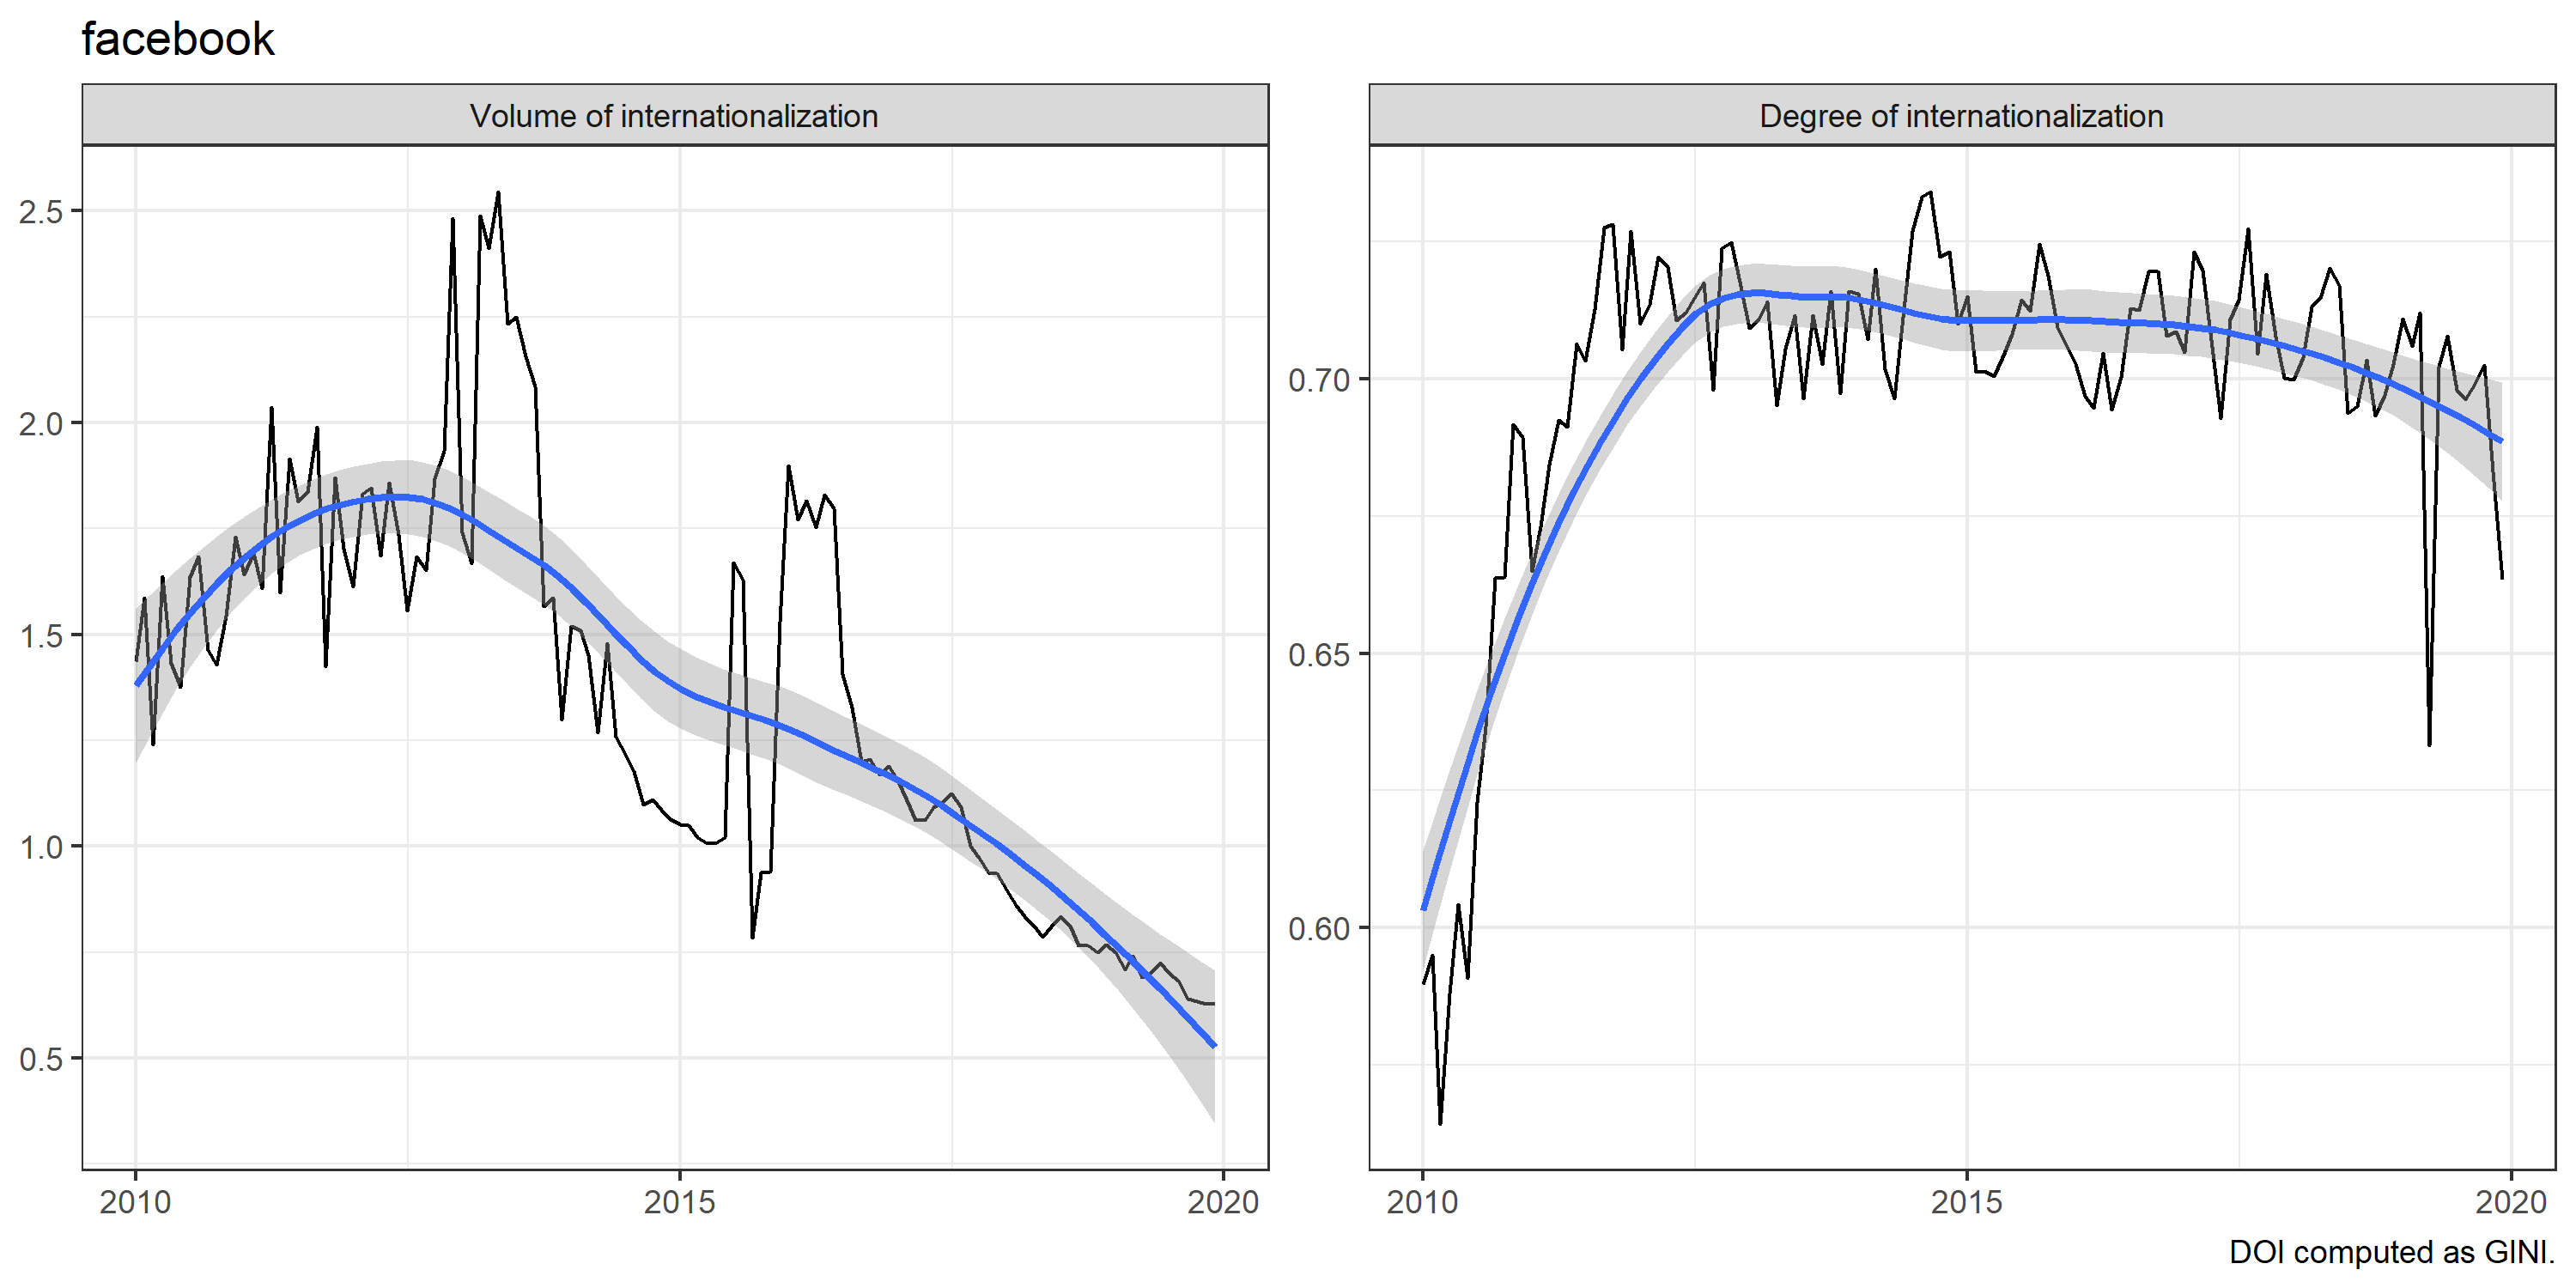 facebook
Volume of internationalization
2.5
2.0
1.5
1.0
0.5
2010 2015 2020
Degree of internationalization
0.70
0.65
0.60
2010 2015 2020
DOI computed as GINI.